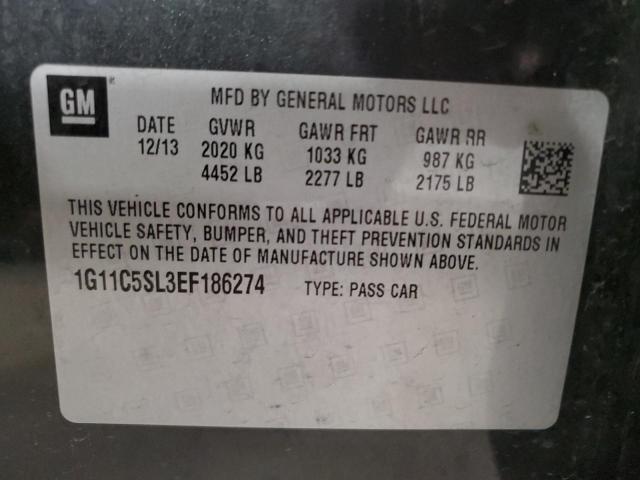 GM
MFD BY GENERAL MOTORS LLC
DATE GVWR GAWR FRT GAWR RR
12/13 2020 KG 1033 KG 987 KG
4452 LB 2277 LB 2175 LB
THIS VEHICLE CONFORMS TO ALL APPLICABLE U.S. FEDERAL MOTOR
VEHICLE SAFETY, BUMPER, AND THEFT PREVENTION STANDARDS IN
EFFECT ON THE DATE OF MANUFACTURE SHOWN ABOVE.
1G11C5SL3EF186274 TYPE: PASS CAR